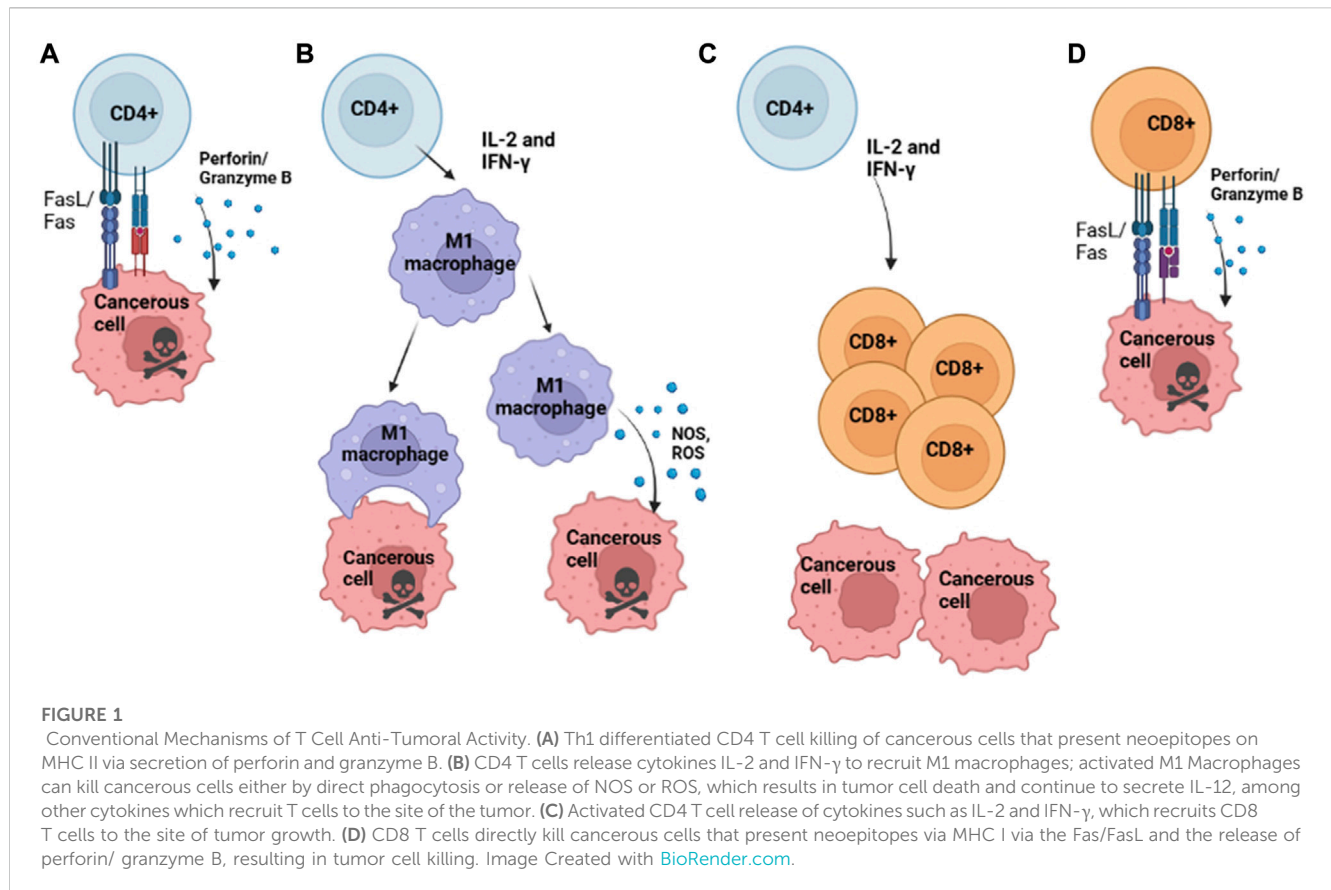 A
CD4+
Perforin/
Granzyme B
FasL/
Fas
Cancerous
cell
B
CD4+
IL-2 and
IFN-γ
M1
macrophage
M1
macrophage
M1
macrophage
NOS,
ROS
Cancerous
cell
Cancerous
cell
C
CD4+
IL-2 and
IFN-γ
CD8+
CD8+
CD8+
CD8+
Cancerous
cell
Cancerous
cell
D
CD8+
Perforin/
Granzyme B
FasL/
Fas
Cancerous
cell
FIGURE 1
Conventional Mechanisms of T Cell Anti-Tumoral Activity. (A) Th1 differentiated CD4 T cell killing of cancerous cells that present neoepitopes on
MHC II via secretion of perforin and granzyme B. (B) CD4 T cells release cytokines IL-2 and IFN-γ to recruit M1 macrophages; activated M1 Macrophages
can kill cancerous cells either by direct phagocytosis or release of NOS or ROS, which results in tumor cell death and continue to secrete IL-12, among
other cytokines which recruit T cells to the site of the tumor. (C) Activated CD4 T cell release of cytokines such as IL-2 and IFN-γ, which recruits CD8
T cells to the site of tumor growth. (D) CD8 T cells directly kill cancerous cells that present neoepitopes via MHC I via the Fas/FasL and the release of
perforin/ granzyme B, resulting in tumor cell killing. Image Created with BioRender.com.